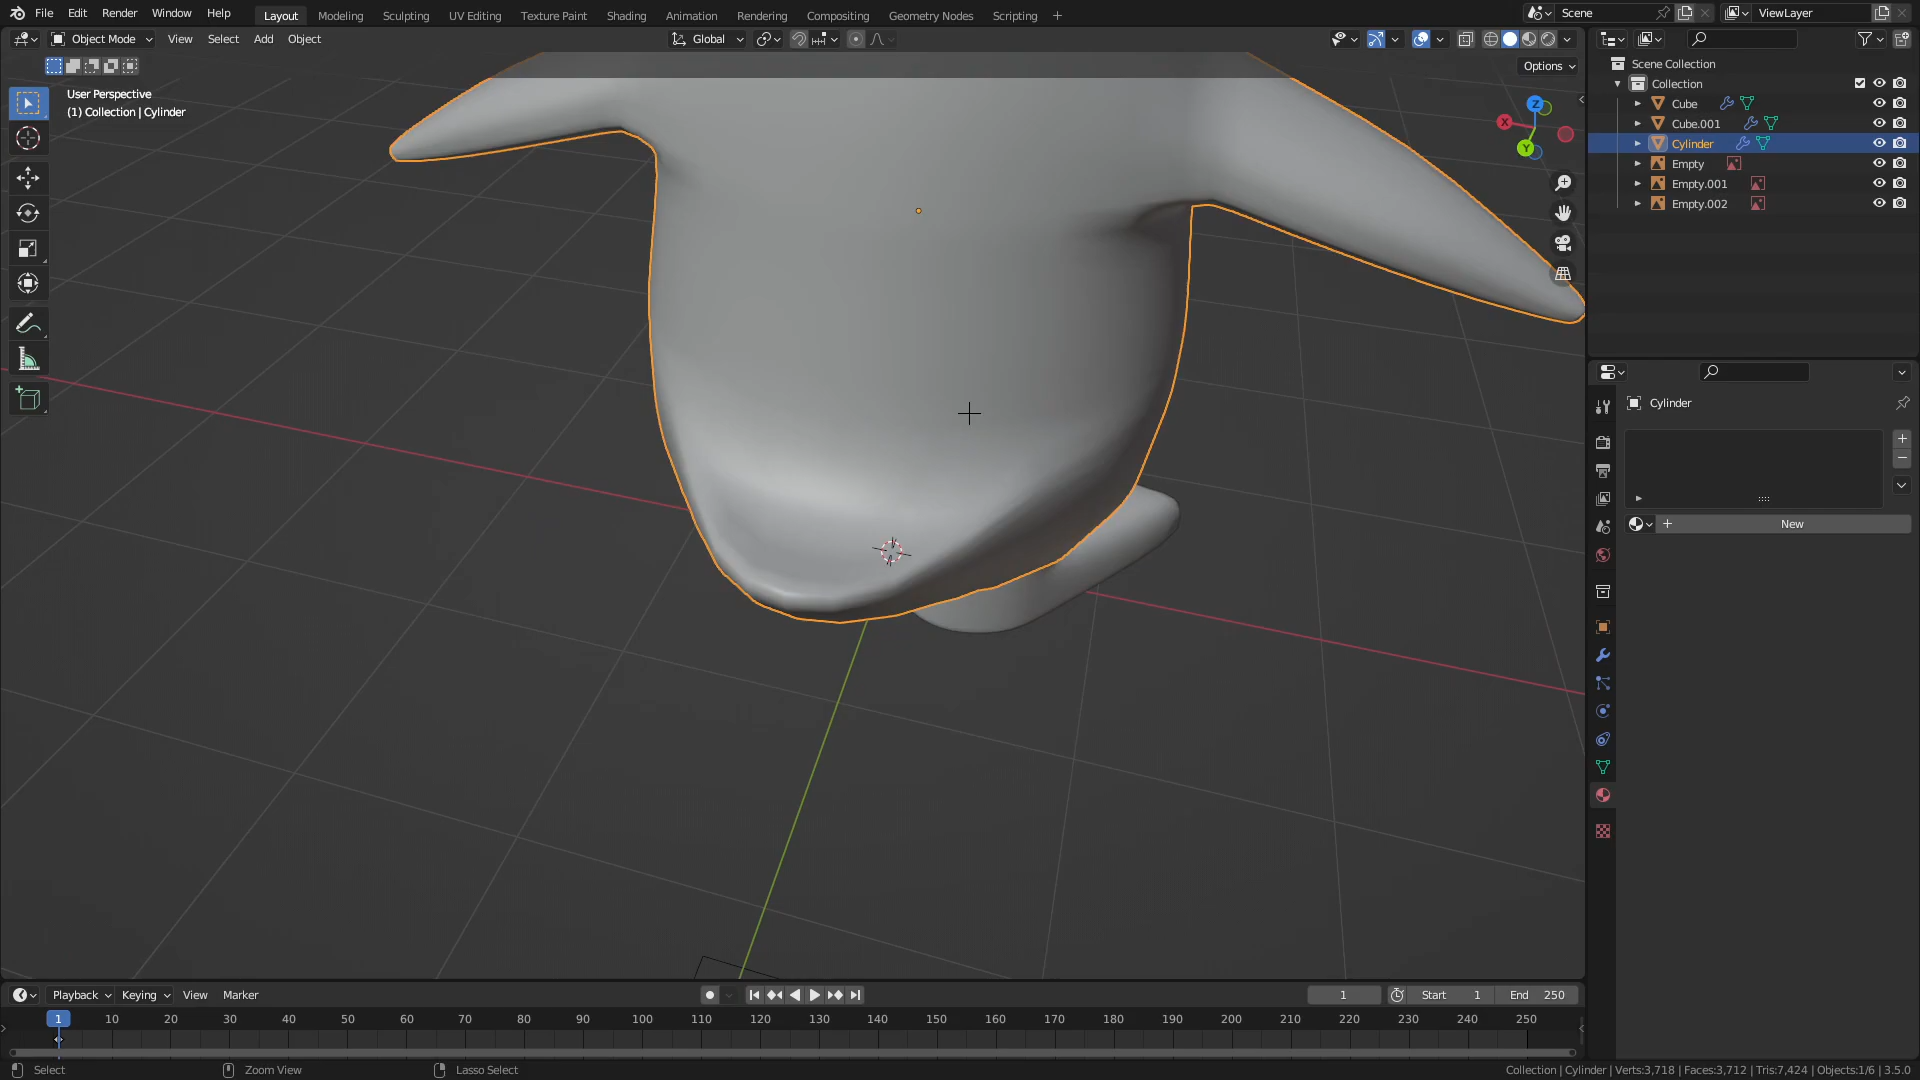 File Edit Render Window Help Layout Modeling Sculpting UV Editing Texture Paint Shading Animation Rendering Compositing Geometry Nodes Scripting + Scene ViewLayer
Object Mode View Select Add Object Global
Options
User Perspective
(1) Collection | Cylinder
X
Y
Z
Scene Collection
Collection
Cube
Cube.001
Cylinder
Empty
Empty.001
Empty.002
Cylinder
New
Playback Keying View Marker 1 Start 1 End 250
1 10 20 30 40 50 60 70 80 90 100 110 120 130 140 150 160 170 180 190 200 210 220 230 240 250
Select Zoom View Lasso Select Collection | Cylinder | Verts:3,718 | Faces:3,712 | Tris:7,424 | Objects:1/6 | 3.5.0